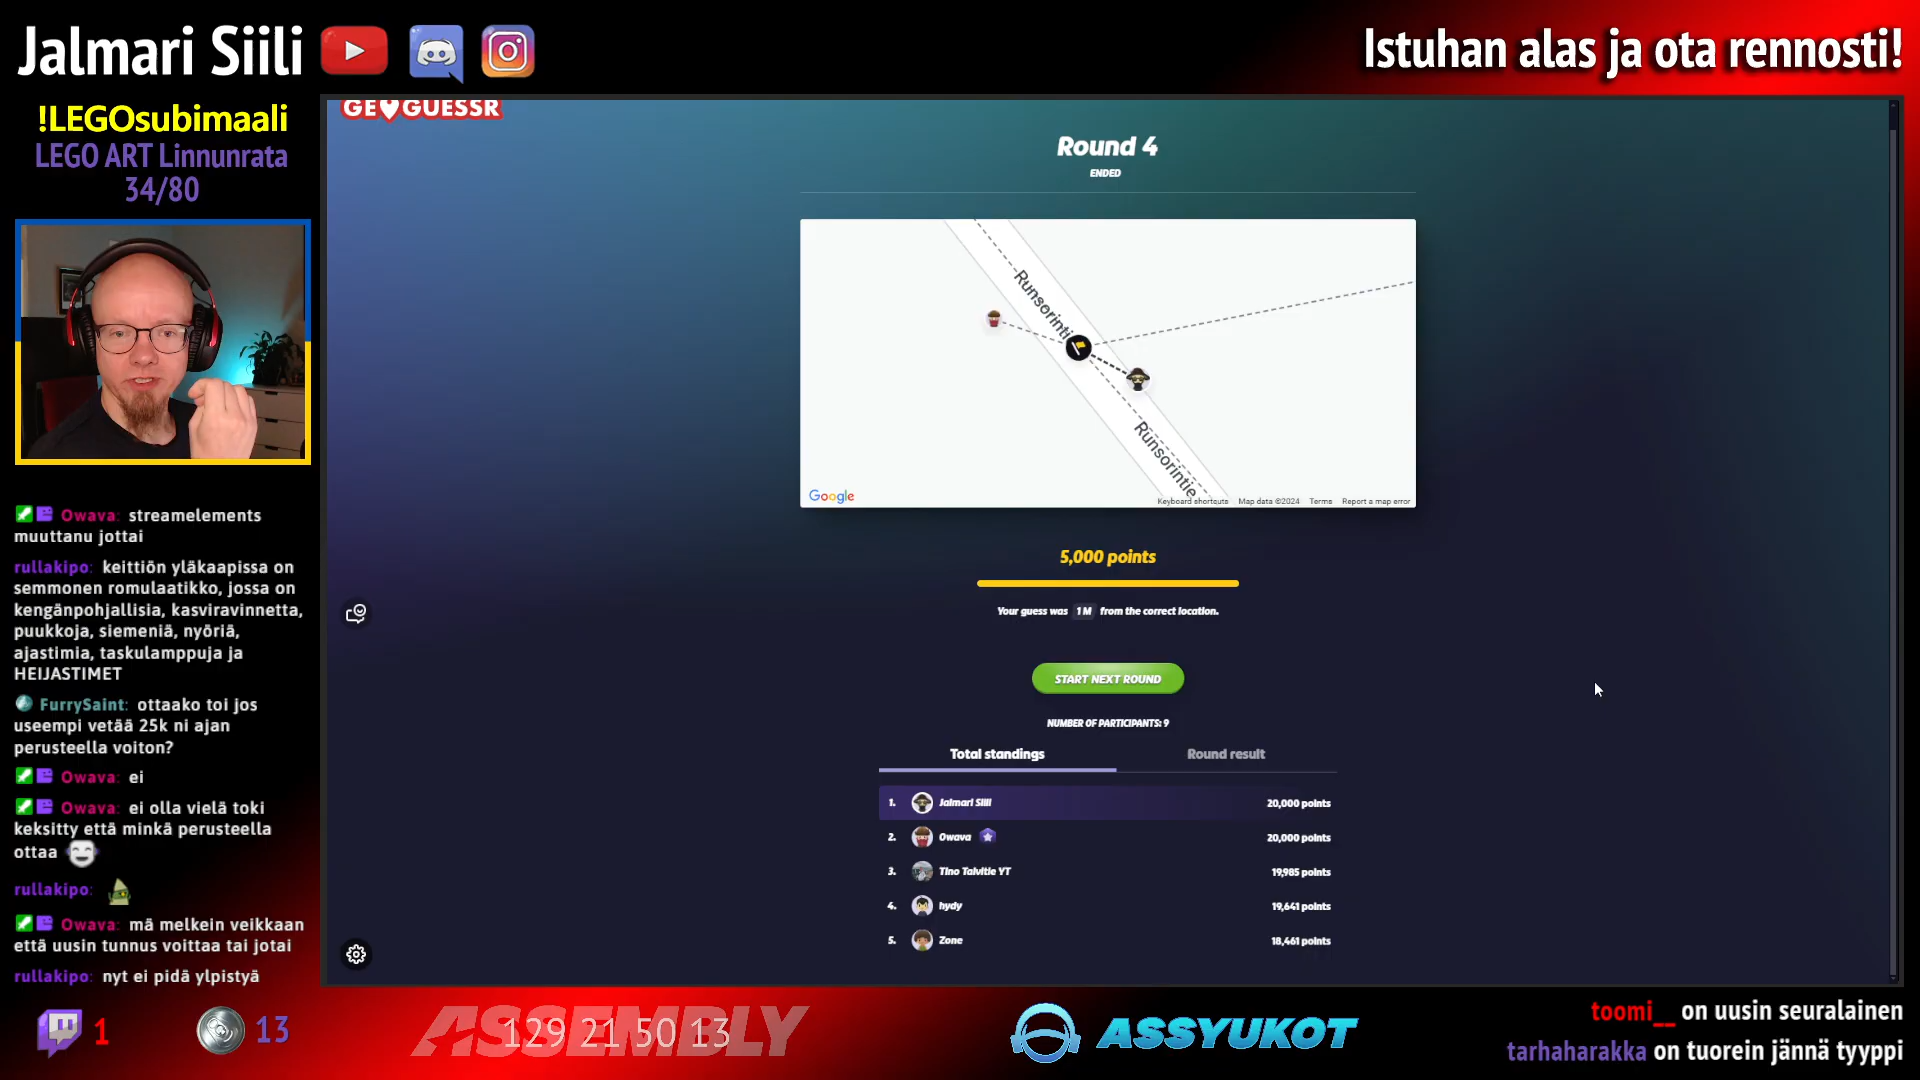 Jalmari Siili
Istuhan alas ja ota rennosti!
!LEGOsubimaali
LEGO ART Linnunrata
34/80
GEOGUESSR
Round 4
ENDED
Runsorintie
Runsorintie
Google
Keyboard shortcuts Map data ©2024 Terms Report a map error
5,000 points
Your guess was 1 M from the correct location.
START NEXT ROUND
NUMBER OF PARTICIPANTS: 9
Total standings Round result
1. Jalmari Siili 20,000 points
2. Owava 20,000 points
3. Tino Talvitie YT 19,985 points
4. hydy 19,641 points
5. Zone 18,461 points
Owava: streamelements
muuttanu jottai
rullakipo: keittiön yläkaapissa on
semmonen romulaatikko, jossa on
kengänpohjallisia, kasviravinnetta,
puukkoja, siemeniä, nyöriä,
ajastimia, taskulamppuja ja
HEIJASTIMET
FurrySaint: ottaako toi jos
useempi vetää 25k ni ajan
perusteella voiton?
Owava: ei
Owava: ei olla vielä toki
keksitty että minkä perusteella
ottaa
rullakipo:
Owava: mä melkein veikkaan
että uusin tunnus voittaa tai jotai
rullakipo: nyt ei pidä ylpistyä
1
13
ASSEMBLY
129 21 50 13
ASSYUKOT
toomi__ on uusin seuralainen
tarhaharakka on tuorein jännä tyyppi